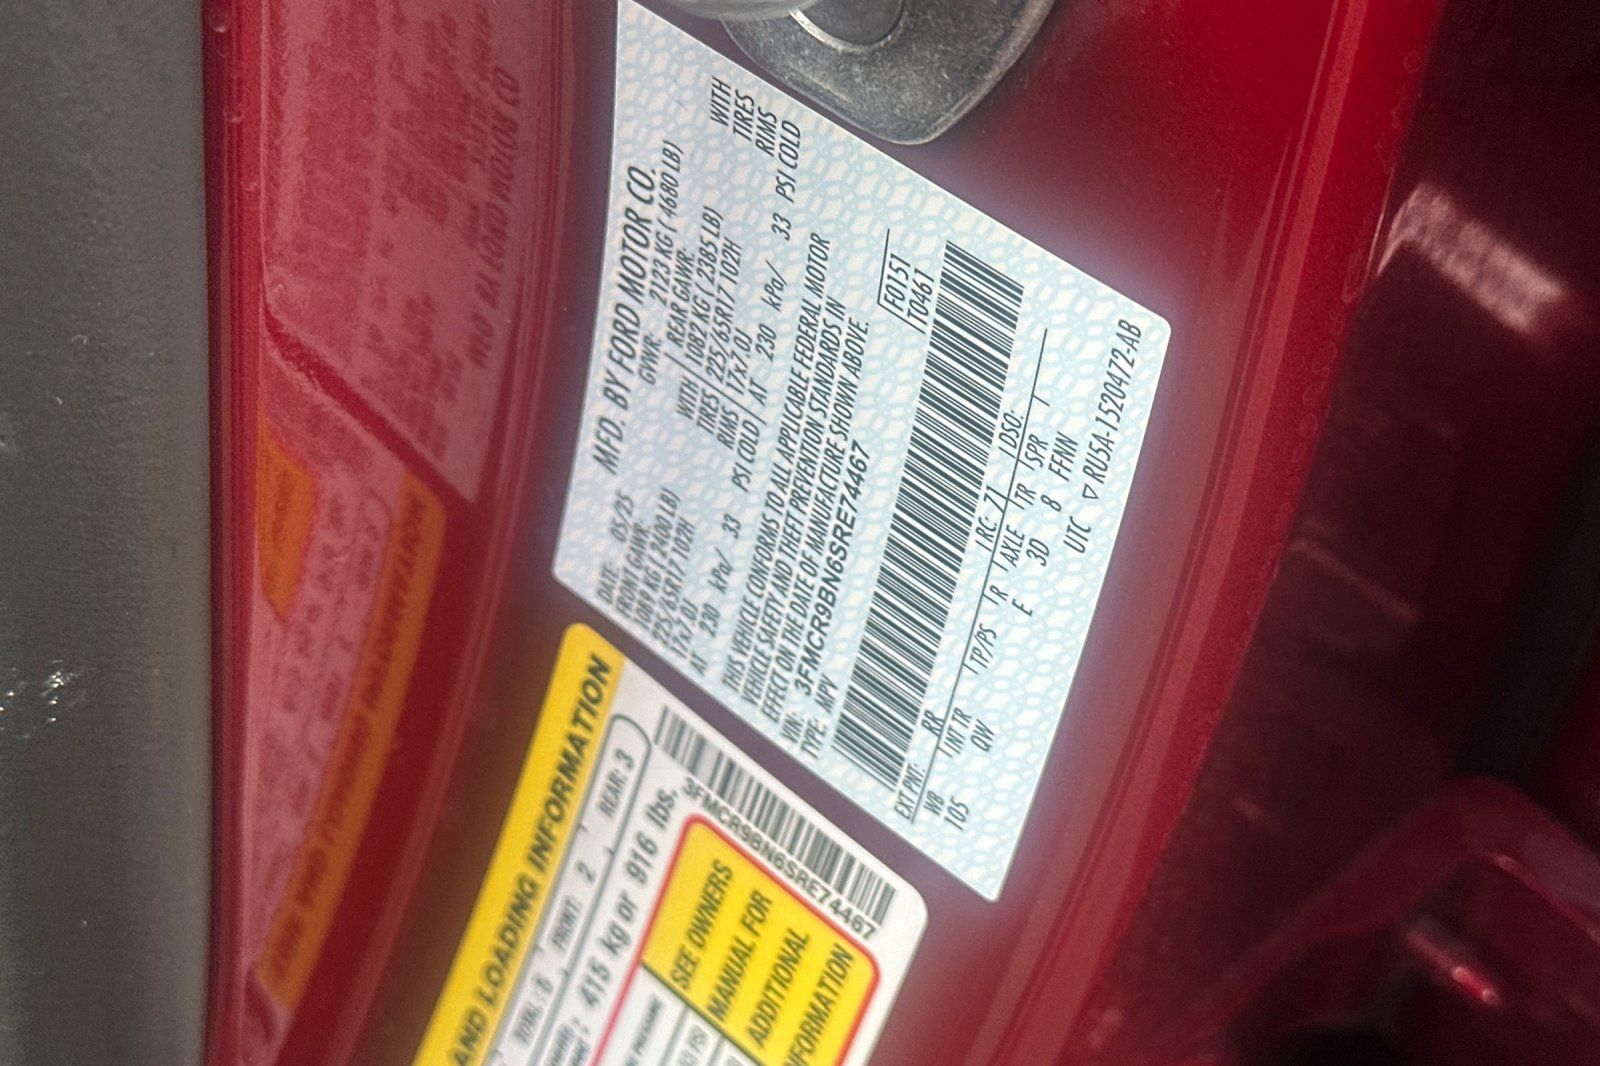 MFD. BY FORD MOTOR CO.
DATE: 05/25 GVWR: 2123 KG ( 4680 LB)
FRONT GAWR: REAR GAWR:
1089 KG ( 2400 LB) WITH 1082 KG ( 2385 LB) WITH
225/65R17 102H TIRES 225/65R17 102H TIRES
17x7.0J RIMS 17x7.0J RIMS
AT 230 kPa/ 33 PSI COLD AT 230 kPa/ 33 PSI COLD
THIS VEHICLE CONFORMS TO ALL APPLICABLE FEDERAL MOTOR
VEHICLE SAFETY AND THEFT PREVENTION STANDARDS IN
EFFECT ON THE DATE OF MANUFACTURE SHOWN ABOVE.
VIN: 3FMCR9BN6SRE74467
TYPE: MPV
F0151
T0461
EXT PNT: RR RC: 71 DSO:
WB INT TR TP/PS R AXLE TR SPR
105 QW E 3D 8 FFNN
UTC ▽ RU5A-1520472-AB
AND LOADING INFORMATION
TOTAL: 5 FRONT: 2 REAR: 3
415 kg or 916 lbs.
3FMCR9BN6SRE74467
SEE OWNERS
MANUAL FOR
ADDITIONAL
INFORMATION